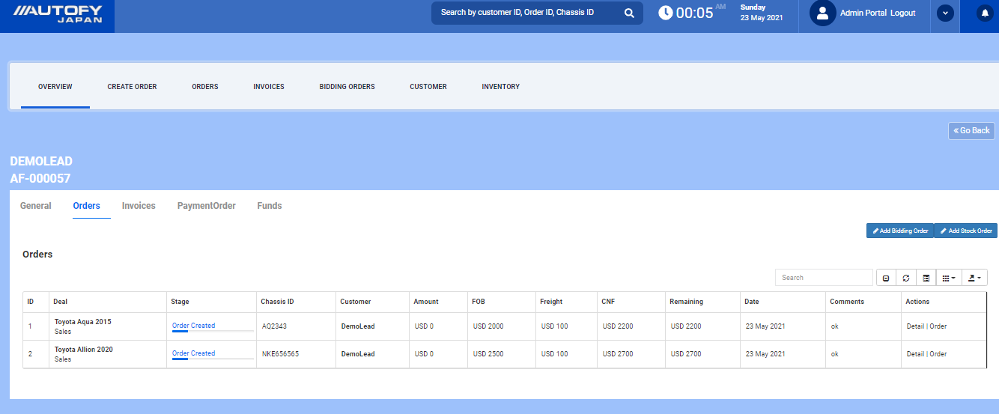 //AUTOFY
JAPAN
Search by customer ID, Order ID, Chassis ID
00:05 AM
Sunday
23 May 2021
Admin Portal Logout
OVERVIEW CREATE ORDER ORDERS INVOICES BIDDING ORDERS CUSTOMER INVENTORY
« Go Back
DEMOLEAD
AF-000057
General Orders Invoices PaymentOrder Funds
Add Bidding Order Add Stock Order
Orders
Search
ID Deal Stage Chassis ID Customer Amount FOB Freight CNF Remaining Date Comments Actions
1 Toyota Aqua 2015 Order Created AQ2343 DemoLead USD 0 USD 2000 USD 100 USD 2200 USD 2200 23 May 2021 ok Detail | Order
Sales
2 Toyota Allion 2020 Order Created NKE656565 DemoLead USD 0 USD 2500 USD 100 USD 2700 USD 2700 23 May 2021 ok Detail | Order
Sales